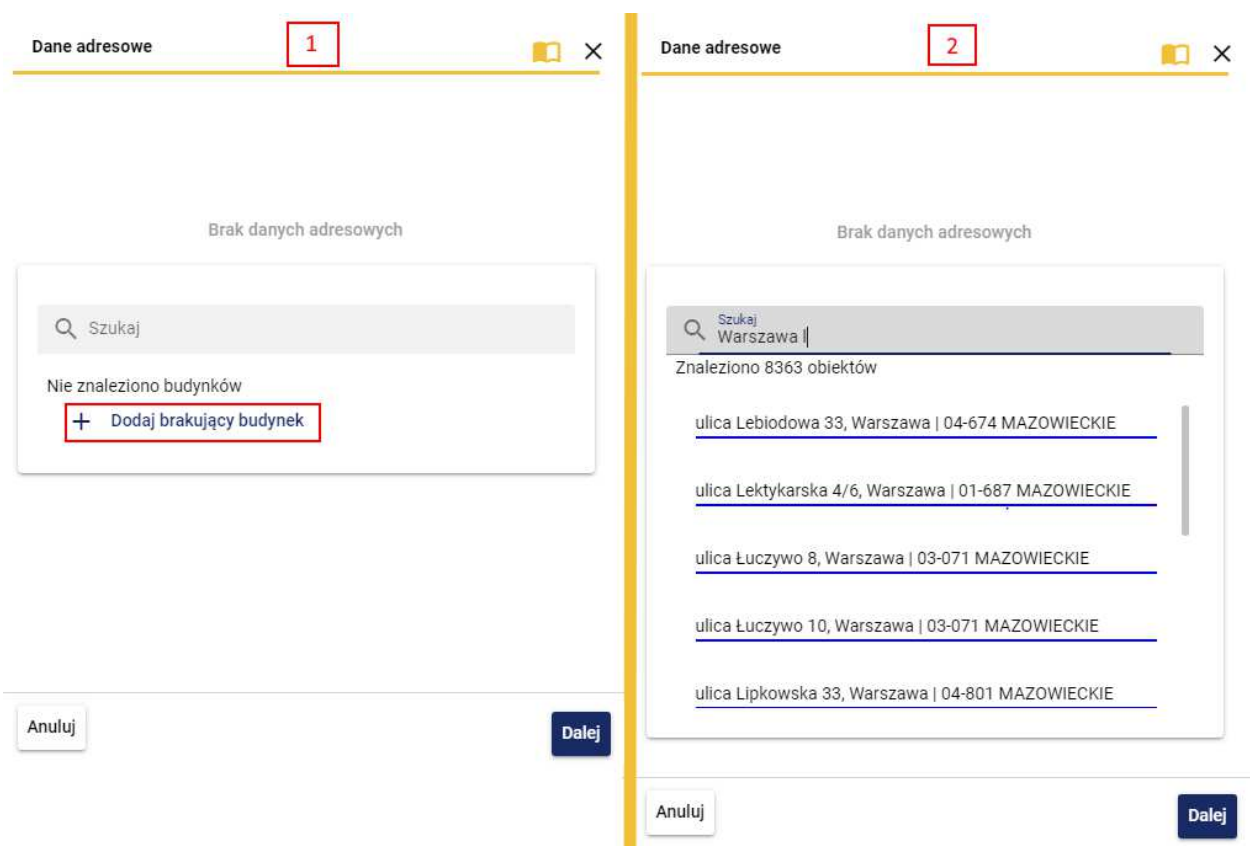 Dane adresowe
1
Brak danych adresowych
Szukaj
Nie znaleziono budynków
+ Dodaj brakujący budynek
Anuluj
Dalej
Dane adresowe
2
Brak danych adresowych
Szukaj
Warszawa l
Znaleziono 8363 obiektów
ulica Lebiodowa 33, Warszawa | 04-674 MAZOWIECKIE
ulica Lektykarska 4/6, Warszawa | 01-687 MAZOWIECKIE
ulica Łuczywo 8, Warszawa | 03-071 MAZOWIECKIE
ulica Łuczywo 10, Warszawa | 03-071 MAZOWIECKIE
ulica Lipkowska 33, Warszawa | 04-801 MAZOWIECKIE
Anuluj
Dalej